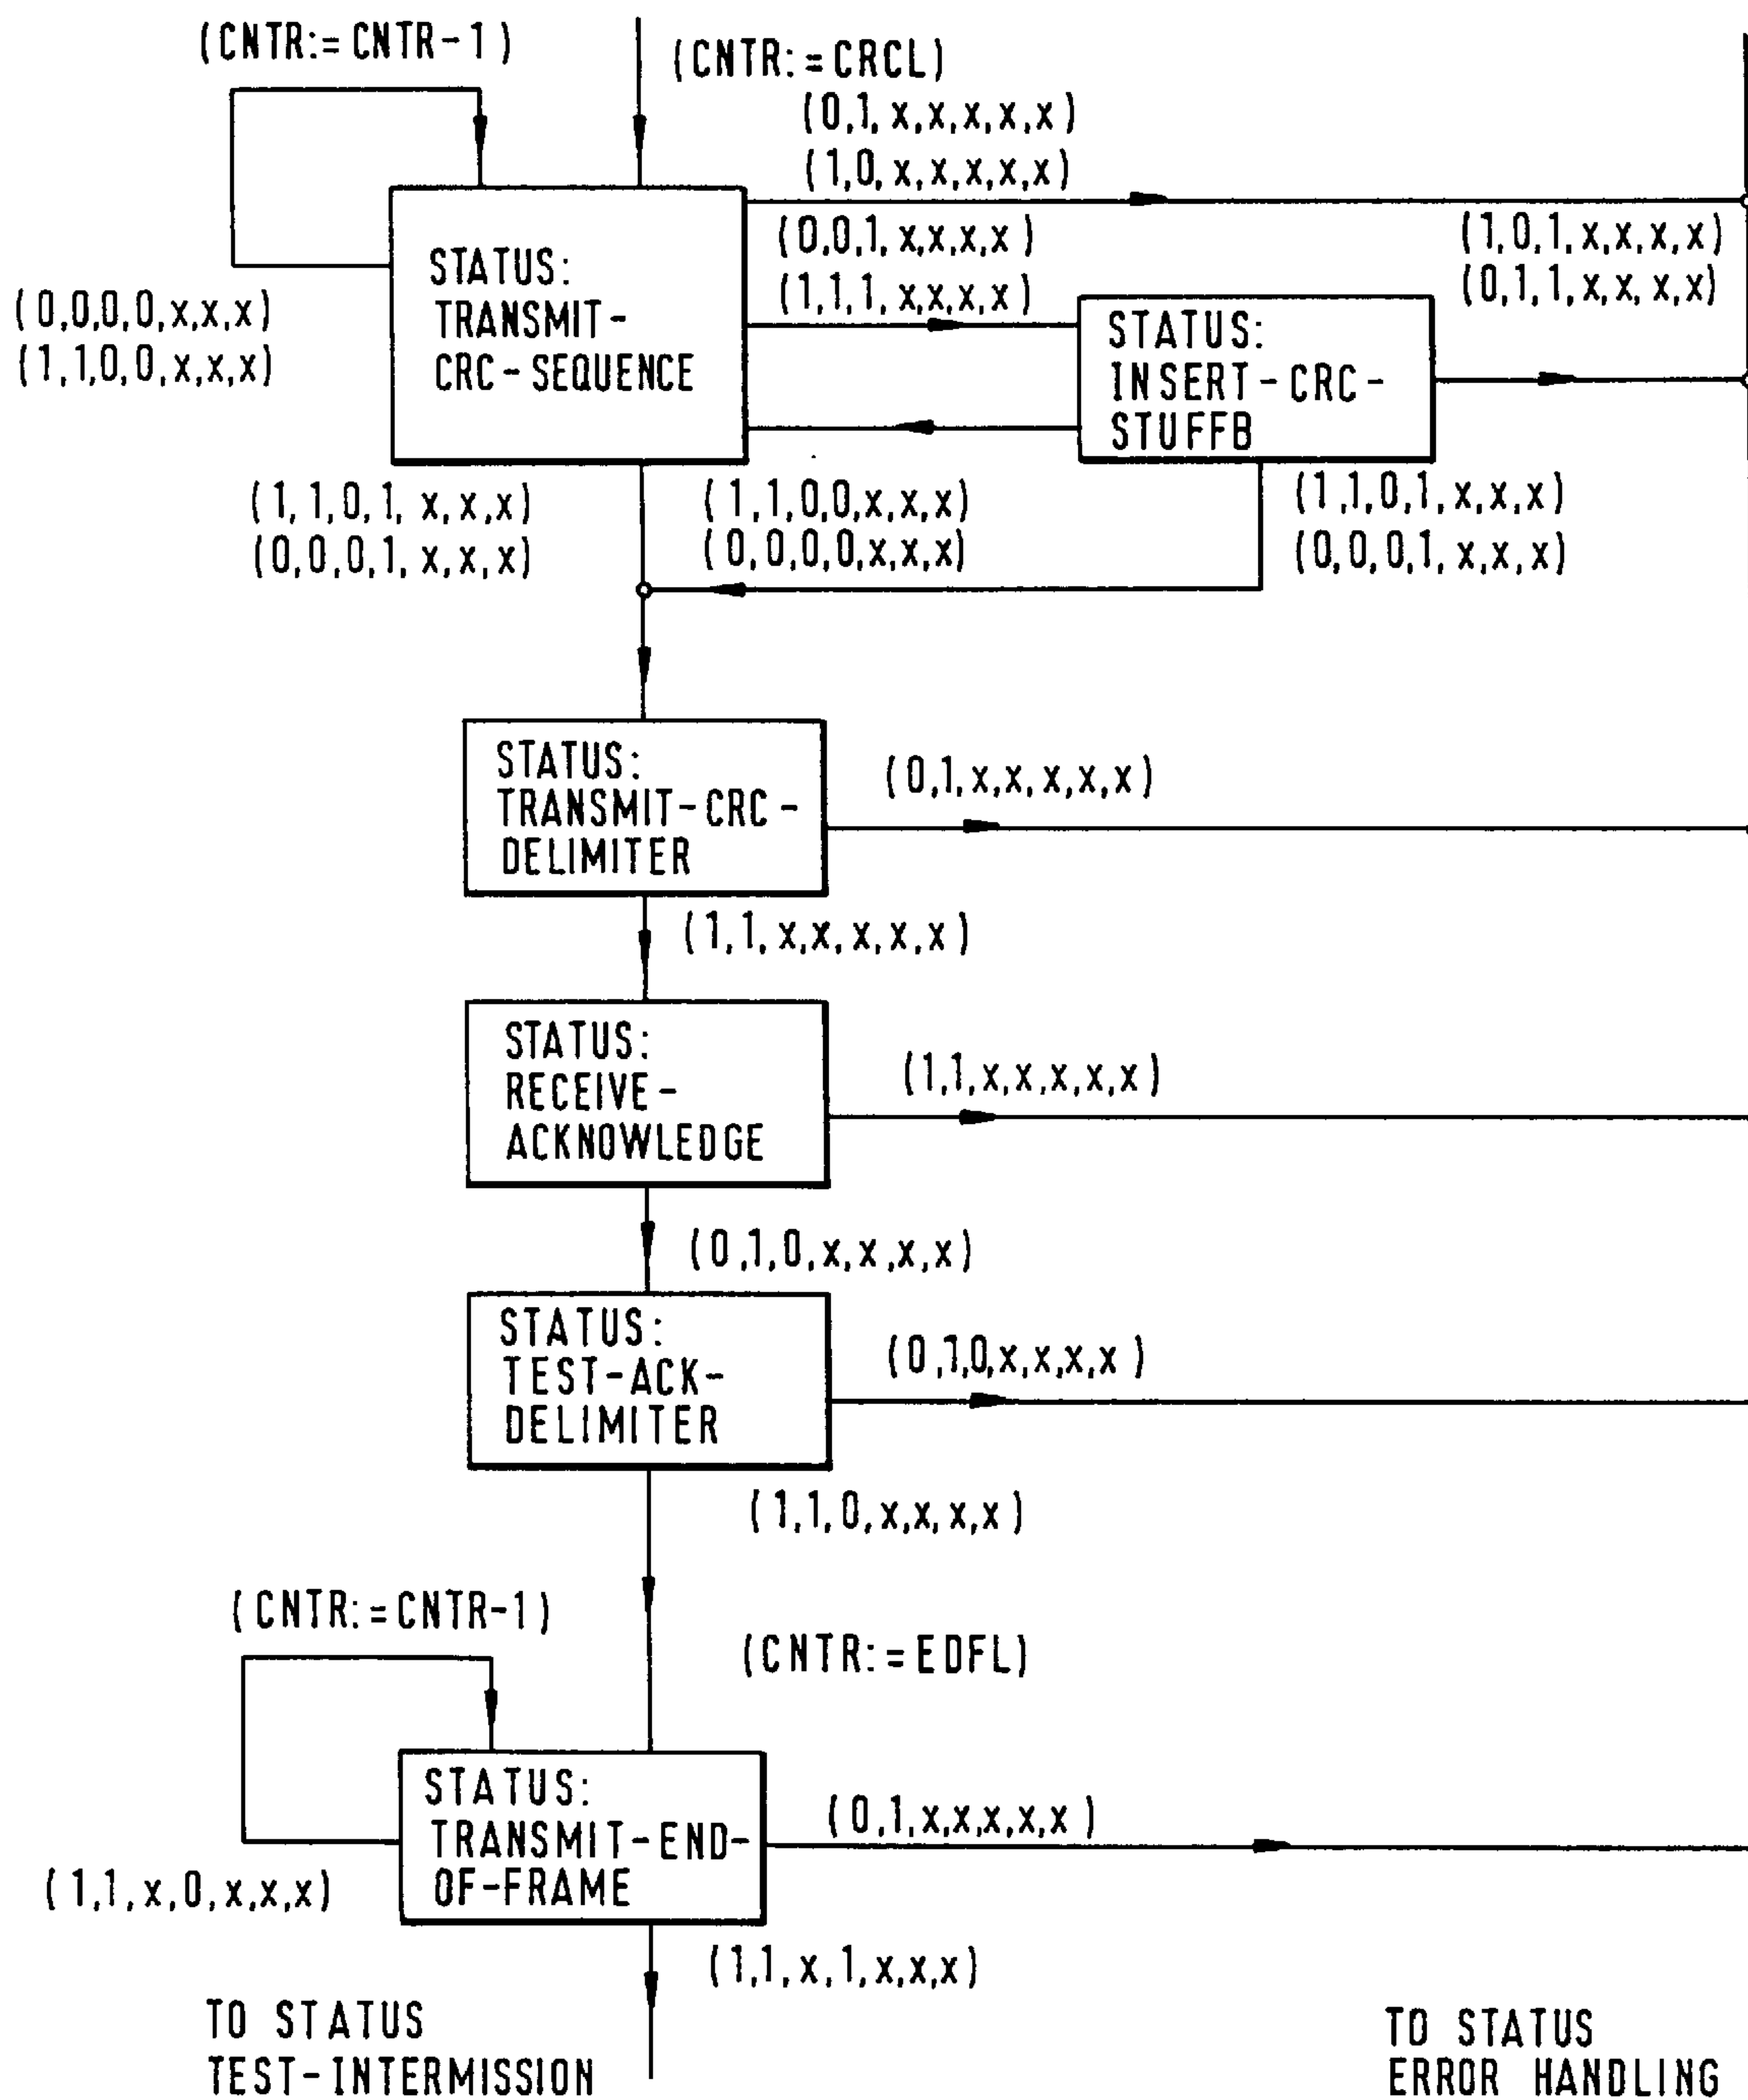 (CNTR:=CNTR-1)
(CNTR:=CRCL)
(0,1,x,x,x,x,x)
(1,0,x,x,x,x,x)
(0,0,1,x,x,x,x)
(1,1,1,x,x,x,x)
(1,0,1,x,x,x,x)
(0,1,1,x,x,x,x)
(0,0,0,0,x,x,x)
(1,1,0,0,x,x,x)
STATUS:
TRANSMIT-
CRC-SEQUENCE
STATUS:
INSERT-CRC-
STUFFB
(1,1,0,1,x,x,x)
(0,0,0,1,x,x,x)
(1,1,0,0,x,x,x)
(0,0,0,0,x,x,x)
(1,1,0,1,x,x,x)
(0,0,0,1,x,x,x)
STATUS:
TRANSMIT-CRC-
DELIMITER
(0,1,x,x,x,x,x)
(1,1,x,x,x,x,x)
STATUS:
RECEIVE-
ACKNOWLEDGE
(1,1,x,x,x,x,x)
(0,1,0,x,x,x,x)
STATUS:
TEST-ACK-
DELIMITER
(0,1,0,x,x,x,x)
(1,1,0,x,x,x,x)
(CNTR:=CNTR-1)
(CNTR:=EDFL)
STATUS:
TRANSMIT-END-
OF-FRAME
(0,1,x,x,x,x,x)
(1,1,x,0,x,x,x)
(1,1,x,1,x,x,x)
TO STATUS
TEST-INTERMISSION
TO STATUS
ERROR HANDLING